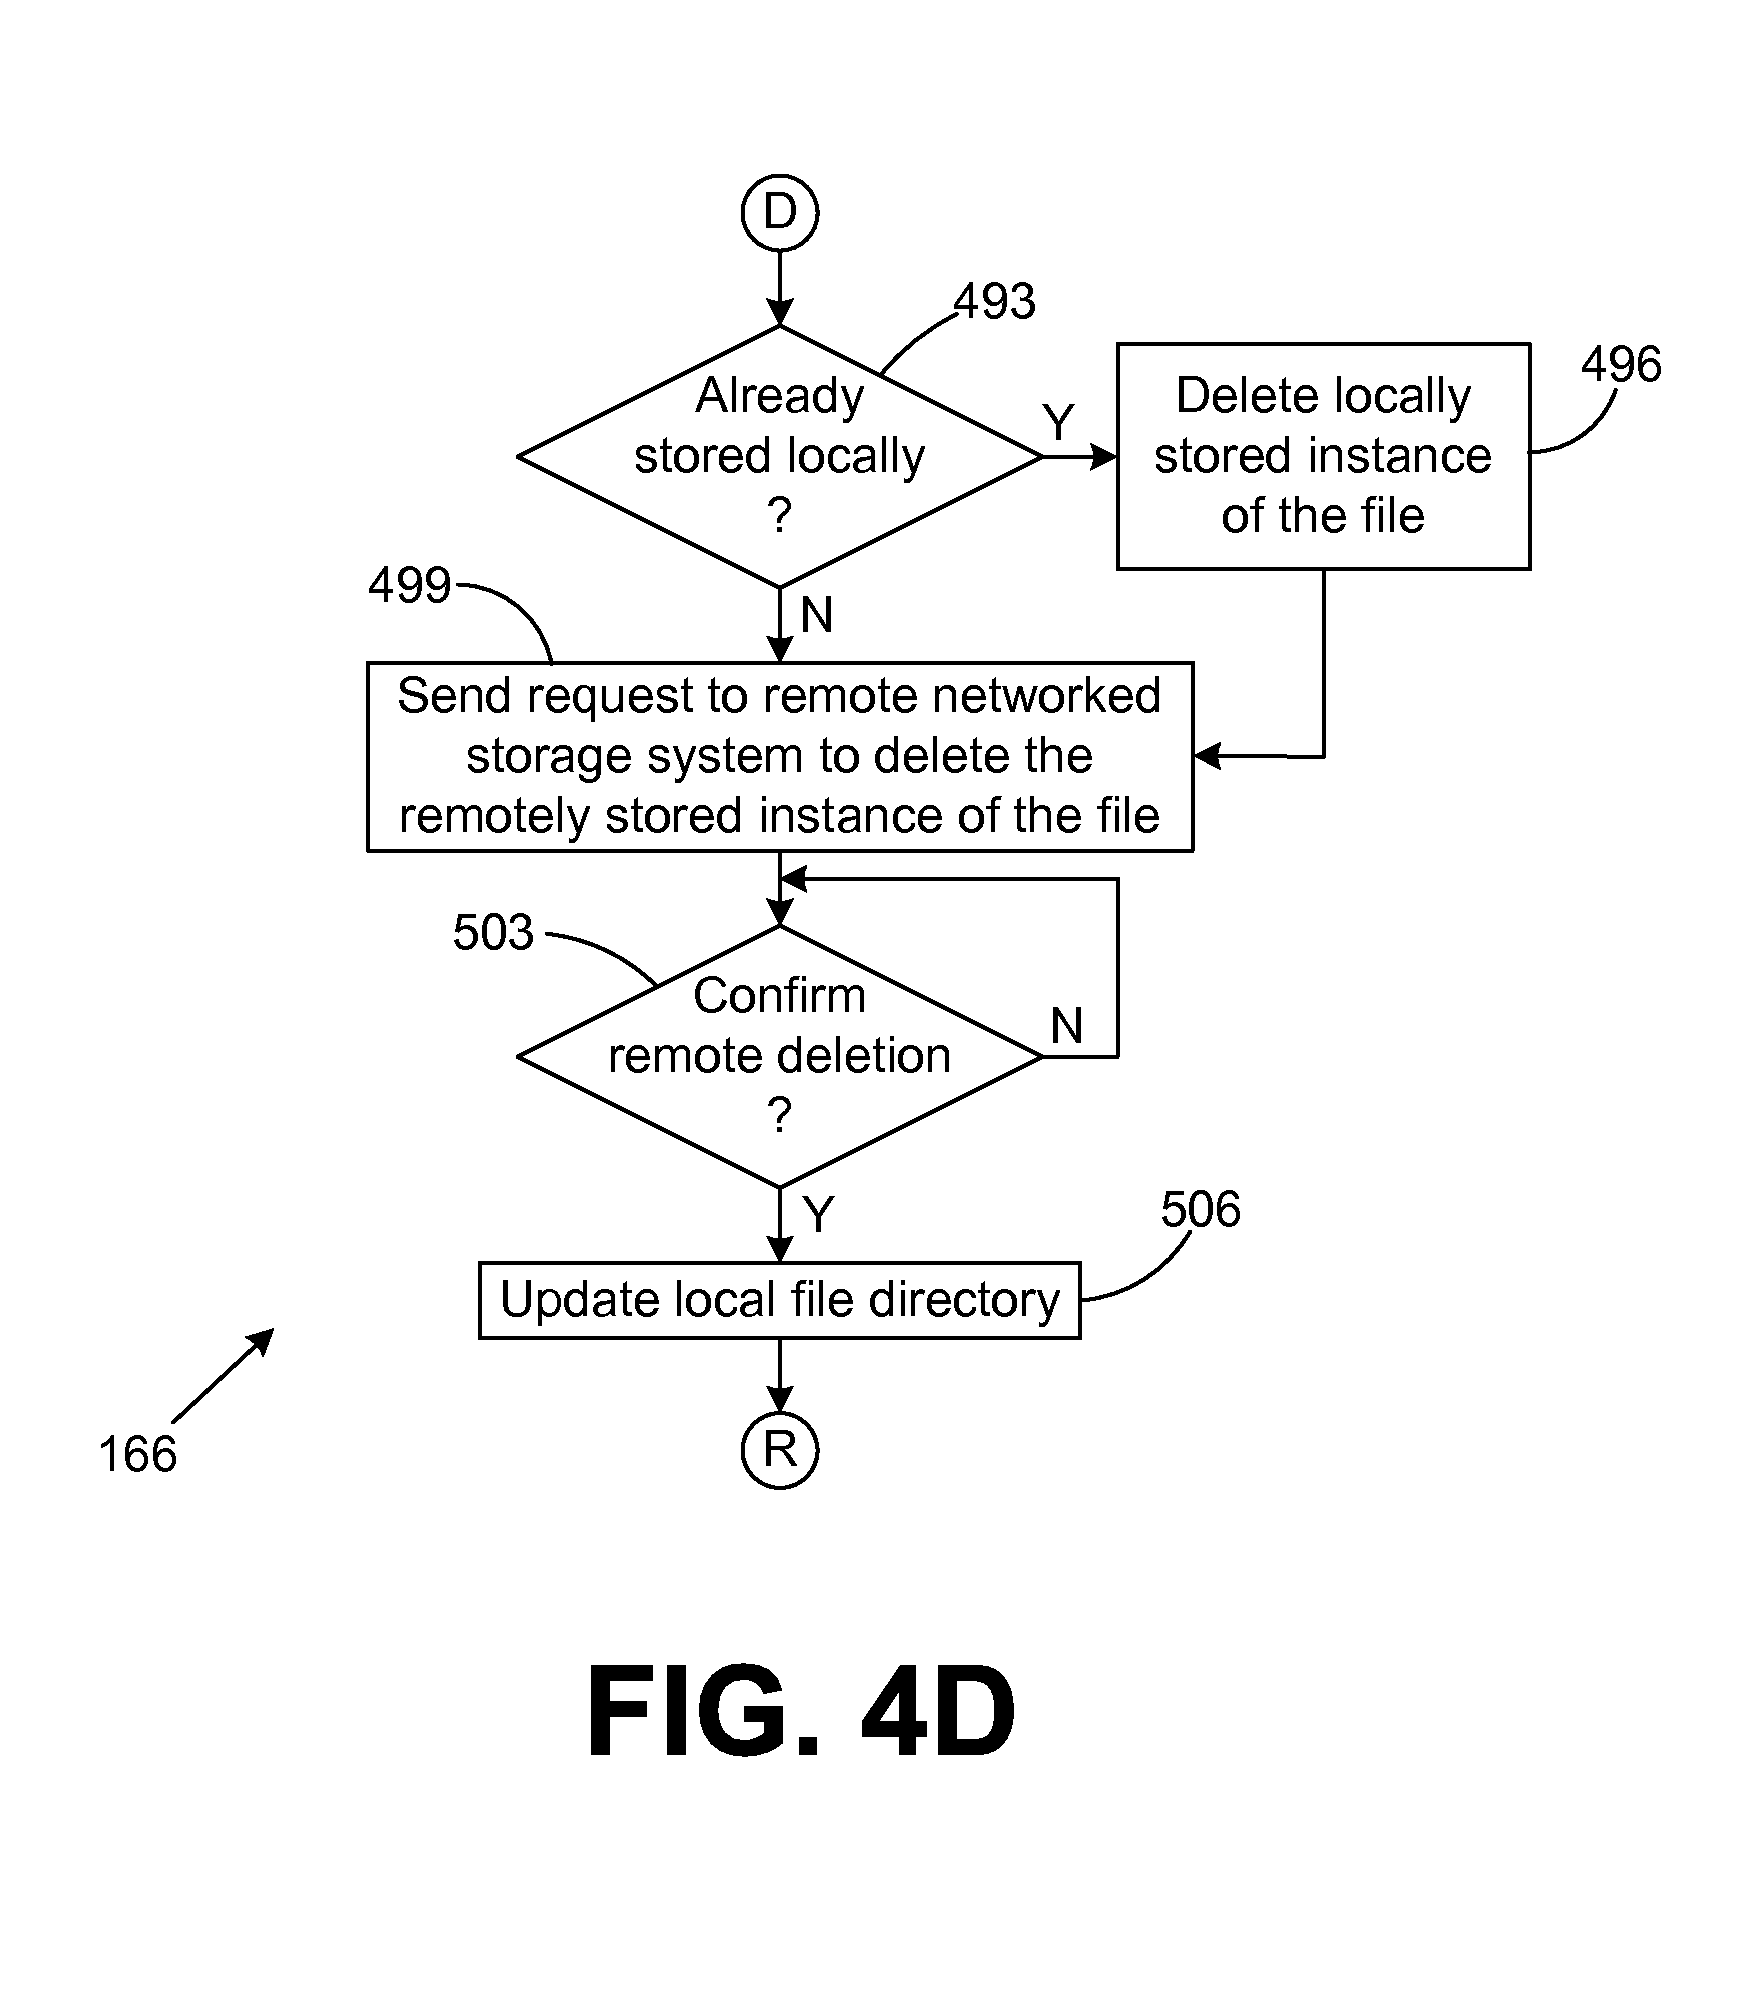 D
493
Already
stored locally
?
Y
Delete locally
stored instance
of the file
496
N
499
Send request to remote networked
storage system to delete the
remotely stored instance of the file
503
Confirm
remote deletion
?
N
Y
506
Update local file directory
166
R
FIG. 4D